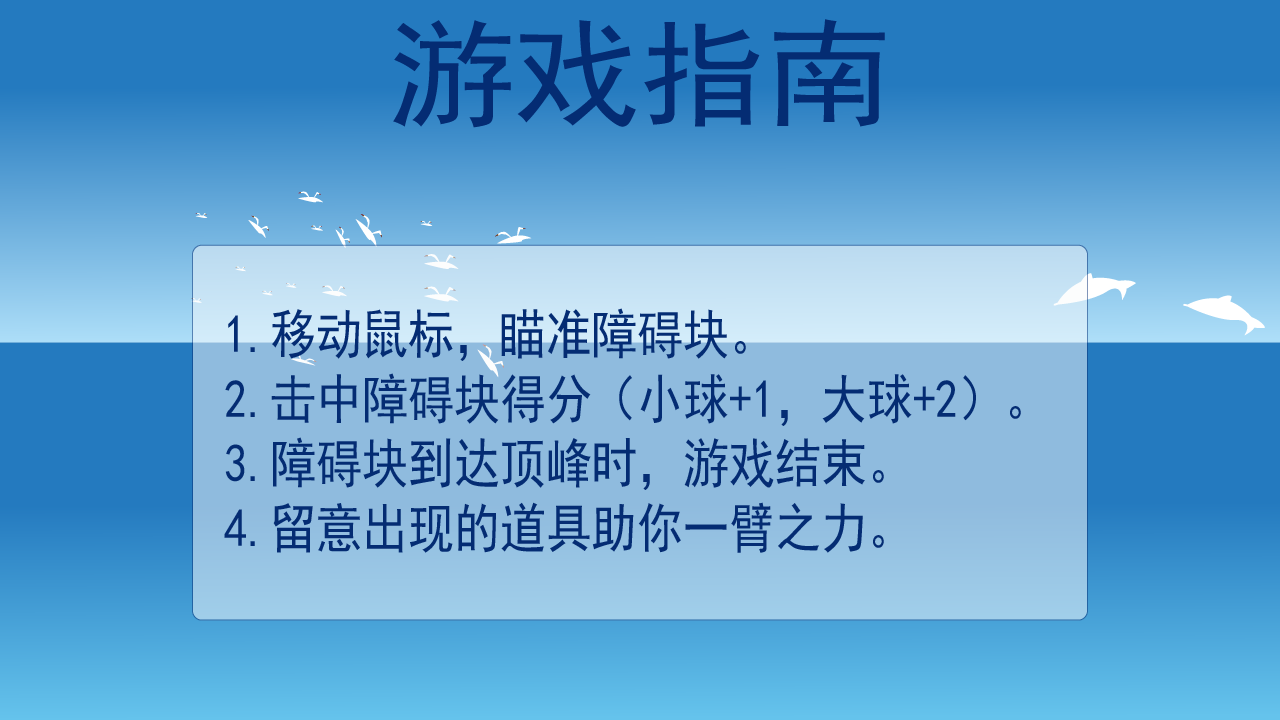 游戏指南
1.移动鼠标，瞄准障碍块。
2.击中障碍块得分（小球+1，大球+2）。
3.障碍块到达顶峰时，游戏结束。
4.留意出现的道具助你一臂之力。